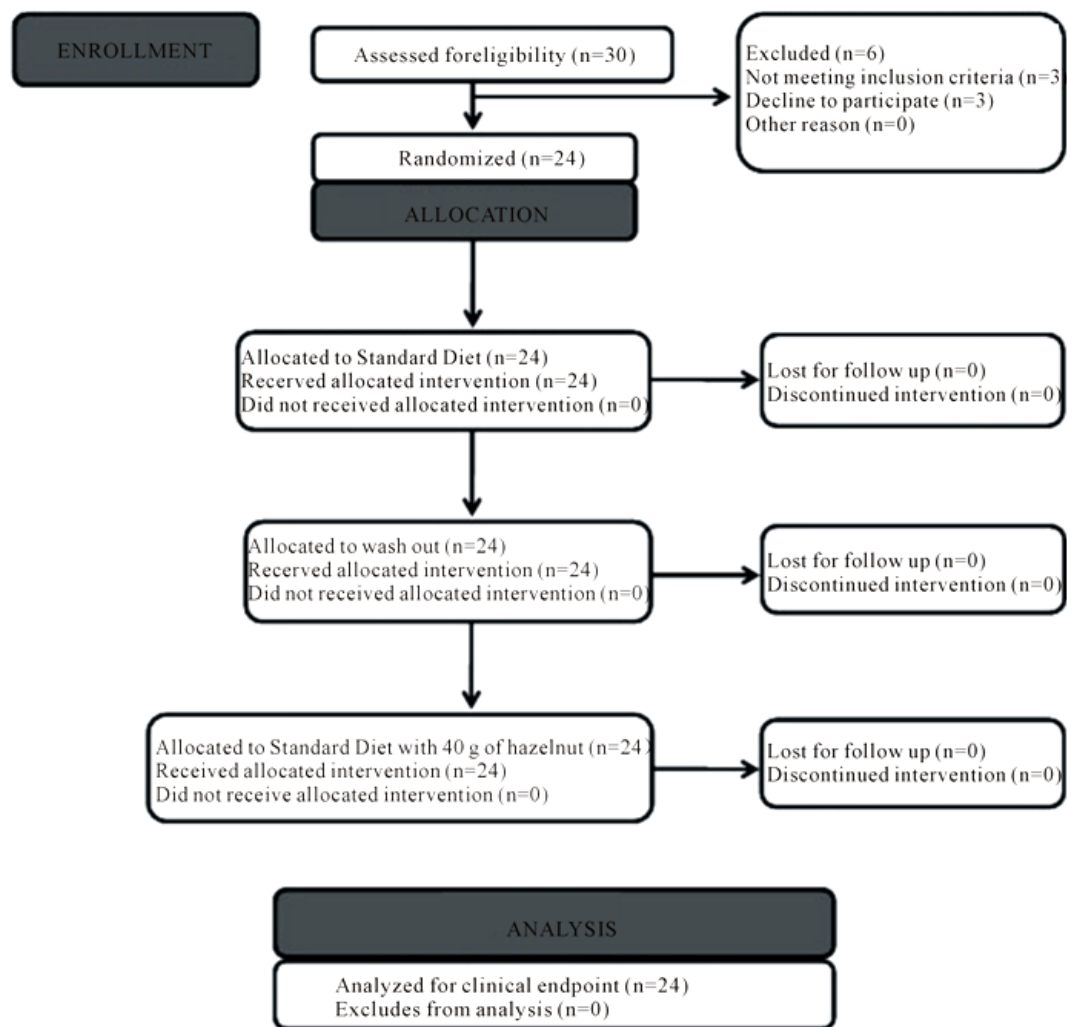 ENROLLMENT
Assessed foreligibility (n=30)
Excluded (n=6)
Not meeting inclusion criteria (n=3
Decline to participate (n=3)
Other reason (n=0)
Randomized (n=24)
ALLOCATION
Allocated to Standard Diet (n=24)
Recerved allocated intervention (n=24)
Did not received allocated intervention (n=0)
Lost for follow up (n=0)
Discontinued intervention (n=0)
Allocated to wash out (n=24)
Recerved allocated intervention (n=24)
Did not received allocated intervention (n=0)
Lost for follow up (n=0)
Discontinued intervention (n=0)
Allocated to Standard Diet with 40 g of hazelnut (n=24)
Received allocated intervention (n=24)
Did not receive allocated intervention (n=0)
Lost for follow up (n=0)
Discontinued intervention (n=0)
ANALYSIS
Analyzed for clinical endpoint (n=24)
Excludes from analysis (n=0)